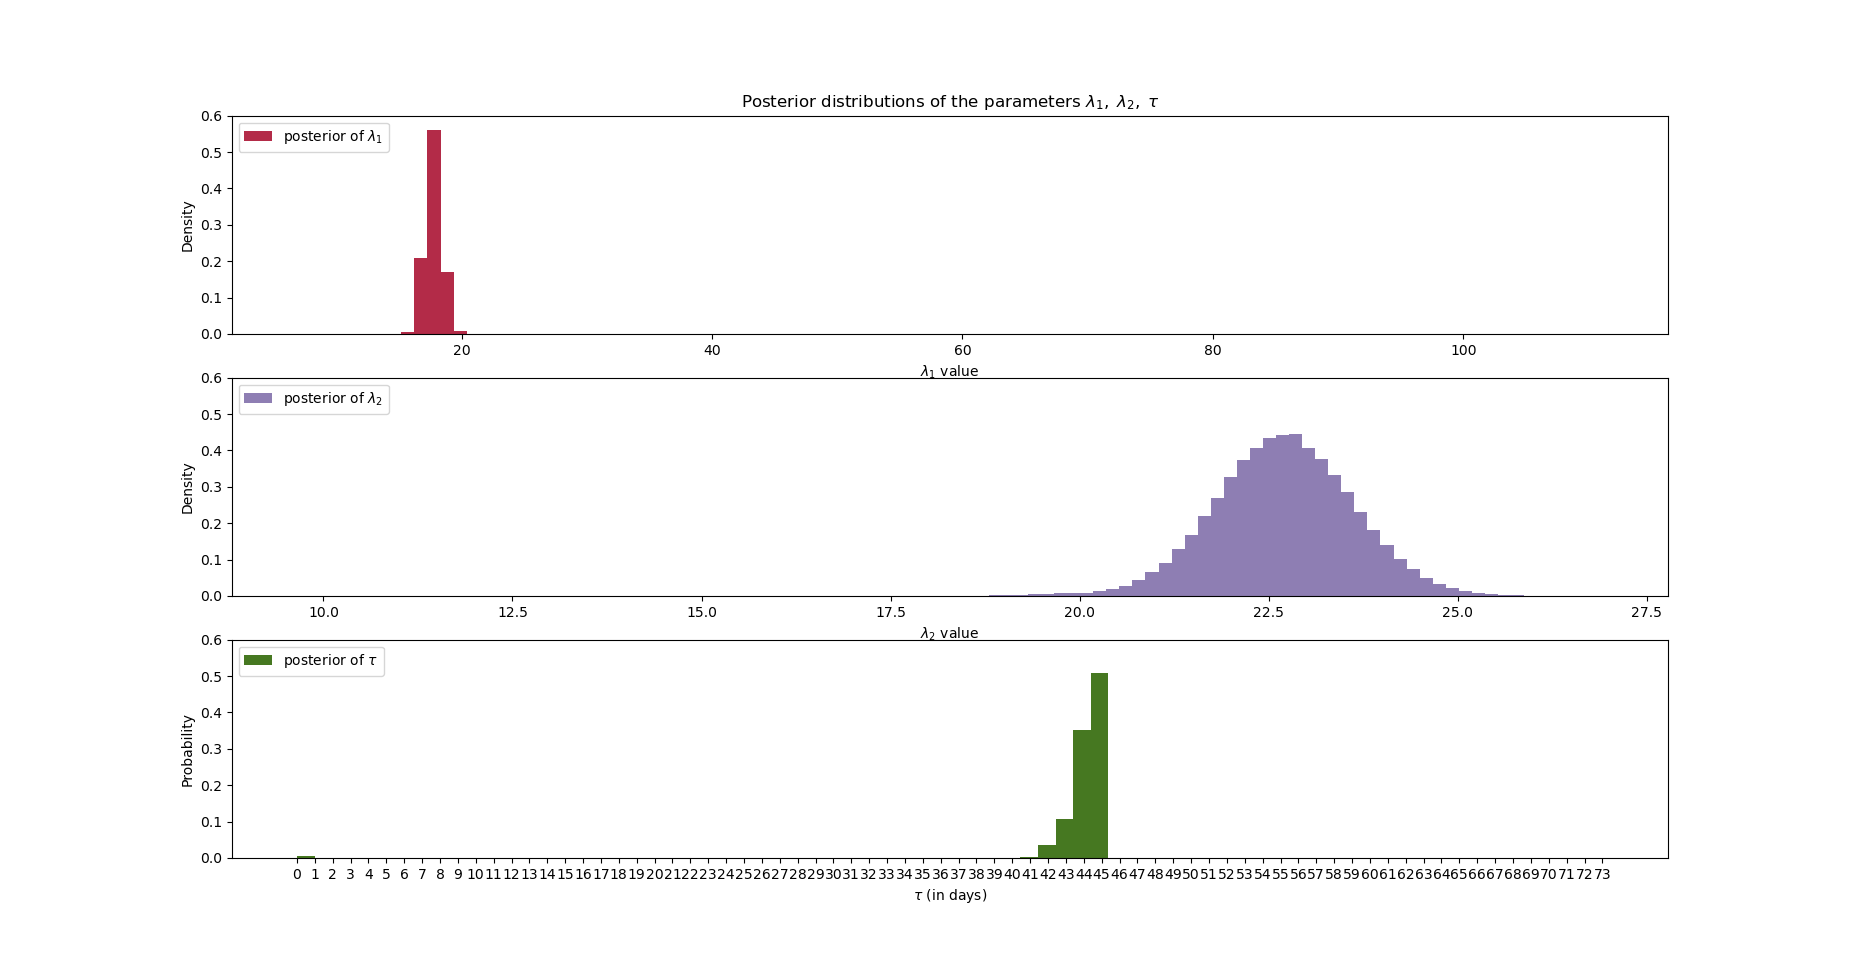 Posterior distributions of the parameters λ₁, λ₂, τ
0.6
0.5
0.4
0.3
0.2
0.1
0.0
Density
posterior of λ₁
20 40 60 80 100
λ₁ value
0.6
0.5
0.4
0.3
0.2
0.1
0.0
Density
posterior of λ₂
10.0 12.5 15.0 17.5 20.0 22.5 25.0 27.5
λ₂ value
0.6
0.5
0.4
0.3
0.2
0.1
0.0
Probability
posterior of τ
0 1 2 3 4 5 6 7 8 9 10 11 12 13 14 15 16 17 18 19 20 21 22 23 24 25 26 27 28 29 30 31 32 33 34 35 36 37 38 39 40 41 42 43 44 45 46 47 48 49 50 51 52 53 54 55 56 57 58 59 60 61 62 63 64 65 66 67 68 69 70 71 72 73
τ (in days)